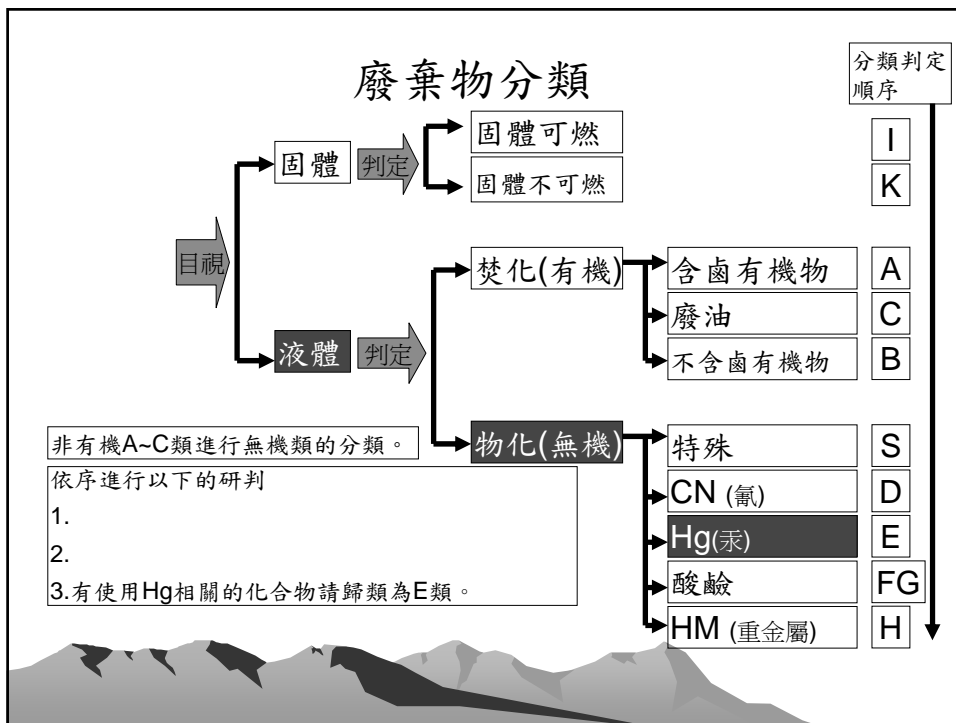 廢棄物分類
分類判定
順序
目視
固體
判定
固體可燃
I
固體不可燃
K
液體
判定
焚化(有機)
含鹵有機物
A
廢油
C
不含鹵有機物
B
物化(無機)
特殊
S
CN (氰)
D
Hg(汞)
E
酸鹼
FG
HM (重金屬)
H
非有機A~C類進行無機類的分類。
依序進行以下的研判
1.
2.
3.有使用Hg相關的化合物請歸類為E類。